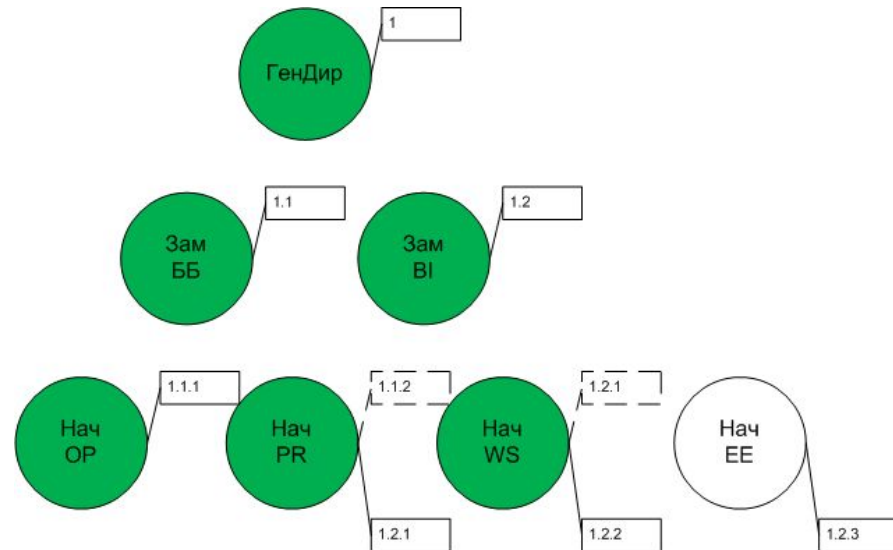 1
ГенДир
1.1
1.2
Зам
ББ
Зам
BI
1.1.1
1.1.2
1.2.1
Нач
OP
Нач
PR
Нач
WS
Нач
EE
1.2.1
1.2.2
1.2.3